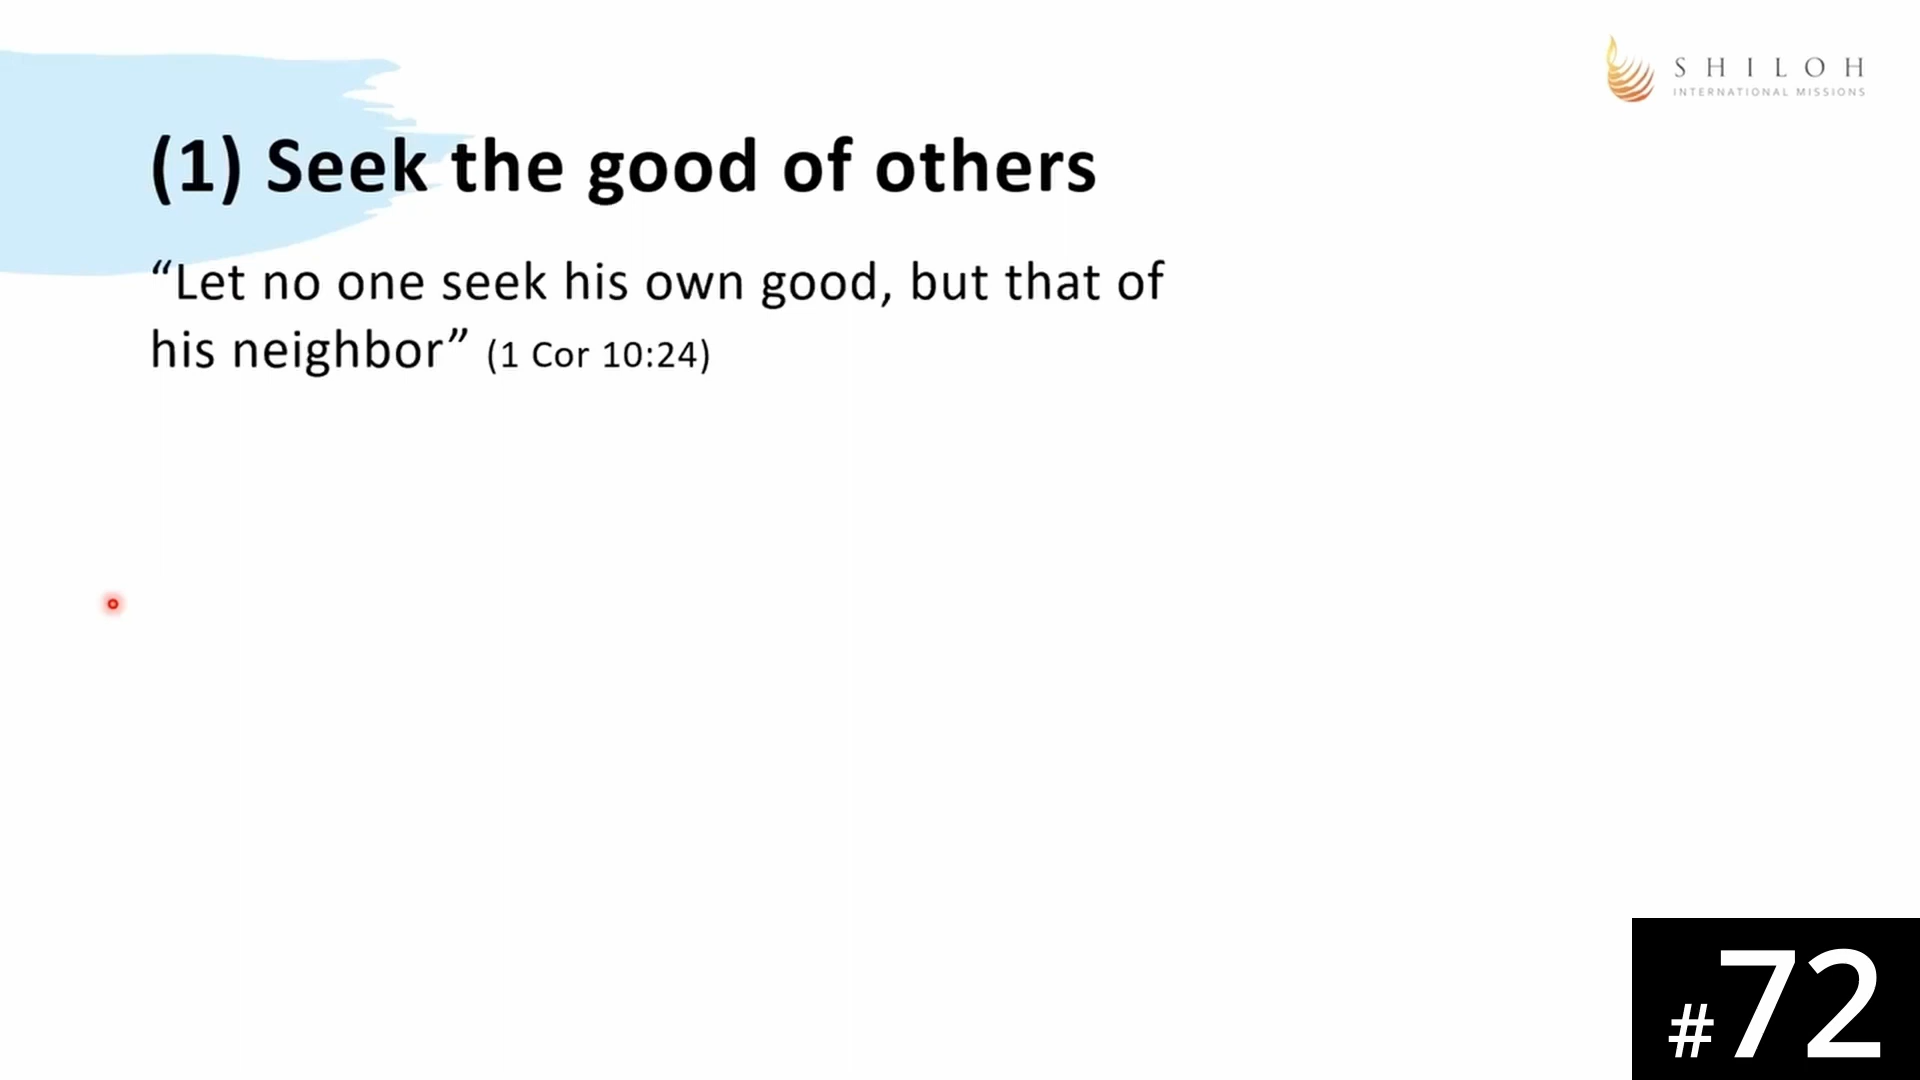 SHILOH
INTERNATIONAL MISSIONS
(1) Seek the good of others
“Let no one seek his own good, but that of
his neighbor” (1 Cor 10:24)
#72